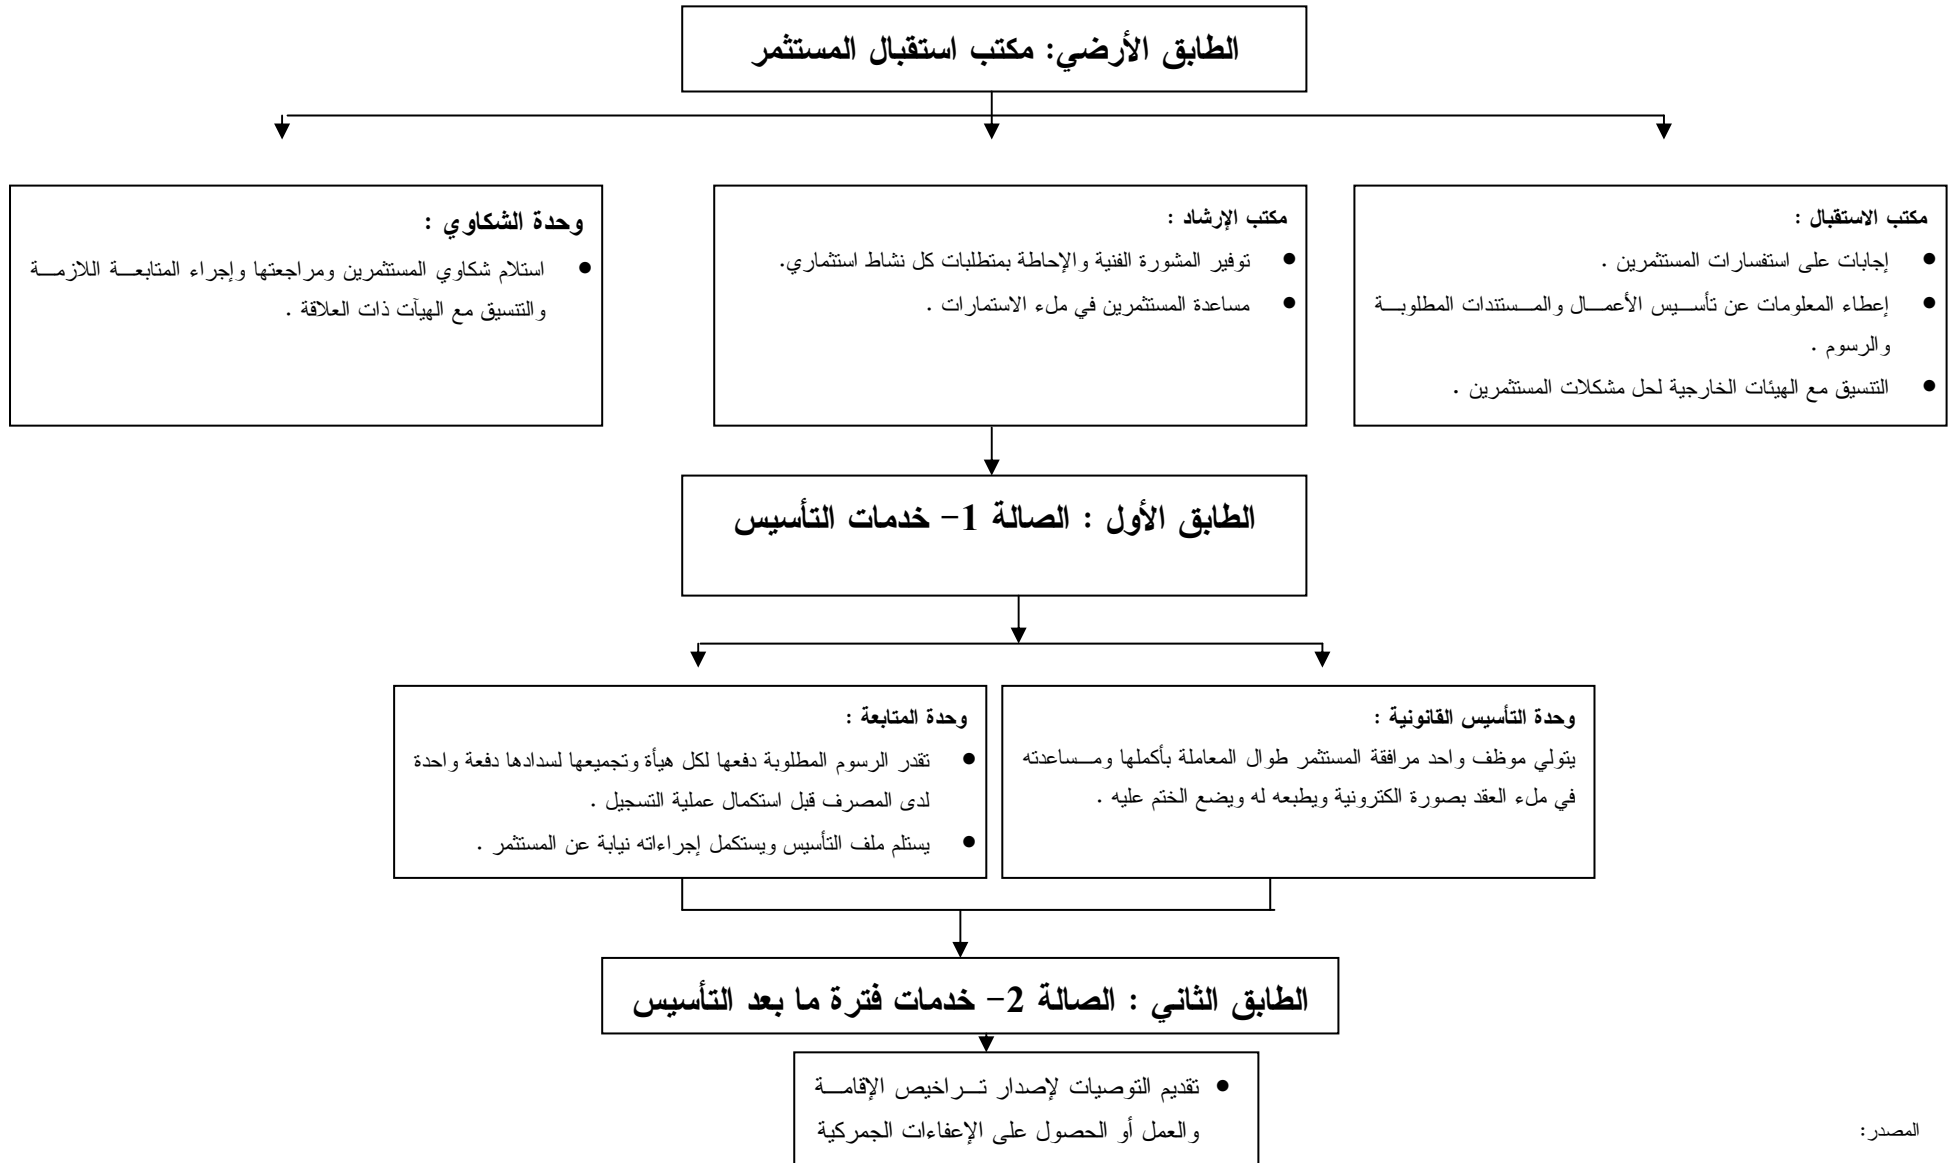 الطابق الأرضي: مكتب استقبال المستثمر
مكتب الاستقبال :
● إجابات على استفسارات المستثمرين .
● إعطاء المعلومات عن تأسيس الأعمال والمستندات المطلوبة
والرسوم .
● التنسيق مع الهيئات الخارجية لحل مشكلات المستثمرين .
مكتب الإرشاد :
● توفير المشورة الفنية والإحاطة بمتطلبات كل نشاط استثماري.
● مساعدة المستثمرين في ملء الاستمارات .
وحدة الشكاوي :
● استلام شكاوي المستثمرين ومراجعتها وإجراء المتابعة اللازمة
والتنسيق مع الهيآت ذات العلاقة .
الطابق الأول : الصالة 1- خدمات التأسيس
وحدة التأسيس القانونية :
يتولي موظف واحد مرافقة المستثمر طوال المعاملة بأكملها ومساعدته
في ملء العقد بصورة الكترونية ويطبعه له ويضع الختم عليه .
وحدة المتابعة :
● تقدر الرسوم المطلوبة دفعها لكل هيأة وتجميعها لسدادها دفعة واحدة
لدى المصرف قبل استكمال عملية التسجيل .
● يستلم ملف التأسيس ويستكمل إجراءاته نيابة عن المستثمر .
الطابق الثاني : الصالة 2- خدمات فترة ما بعد التأسيس
● تقديم التوصيات لإصدار تراخيص الإقامة
والعمل أو الحصول على الإعفاءات الجمركية
المصدر: